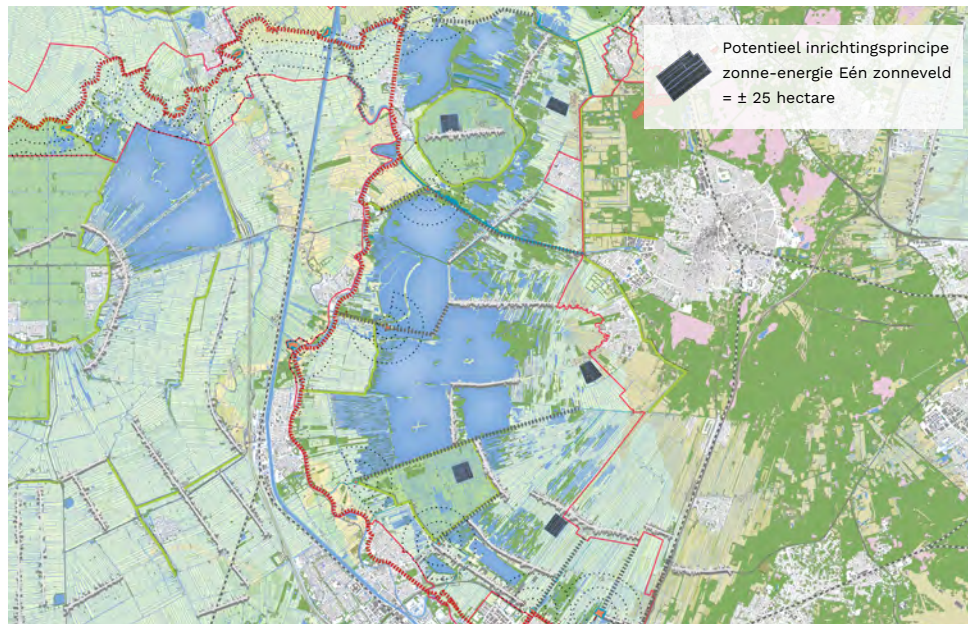 Potentieel inrichtingsprincipe
zonne-energie Eén zonneveld
= ± 25 hectare